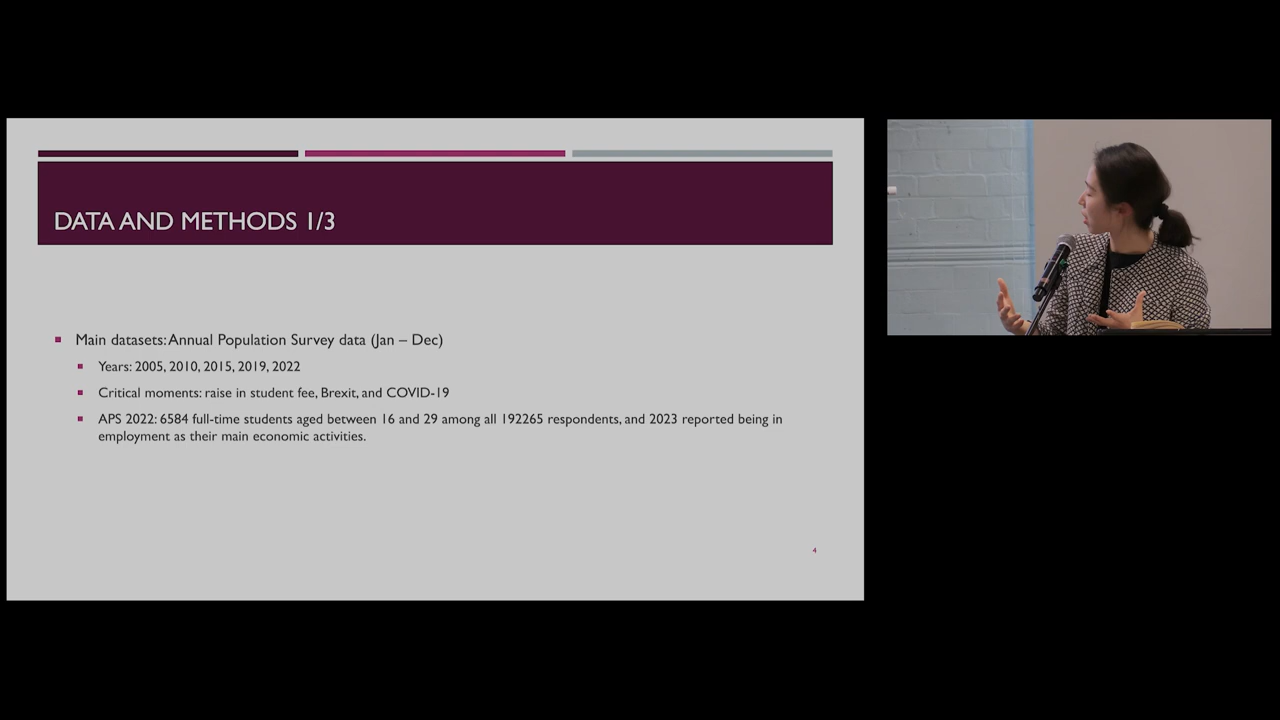 DATA AND METHODS 1/3
Main datasets: Annual Population Survey data (Jan – Dec)
Years: 2005, 2010, 2015, 2019, 2022
Critical moments: raise in student fee, Brexit, and COVID-19
APS 2022: 6584 full-time students aged between 16 and 29 among all 192265 respondents, and 2023 reported being in
employment as their main economic activities.
4